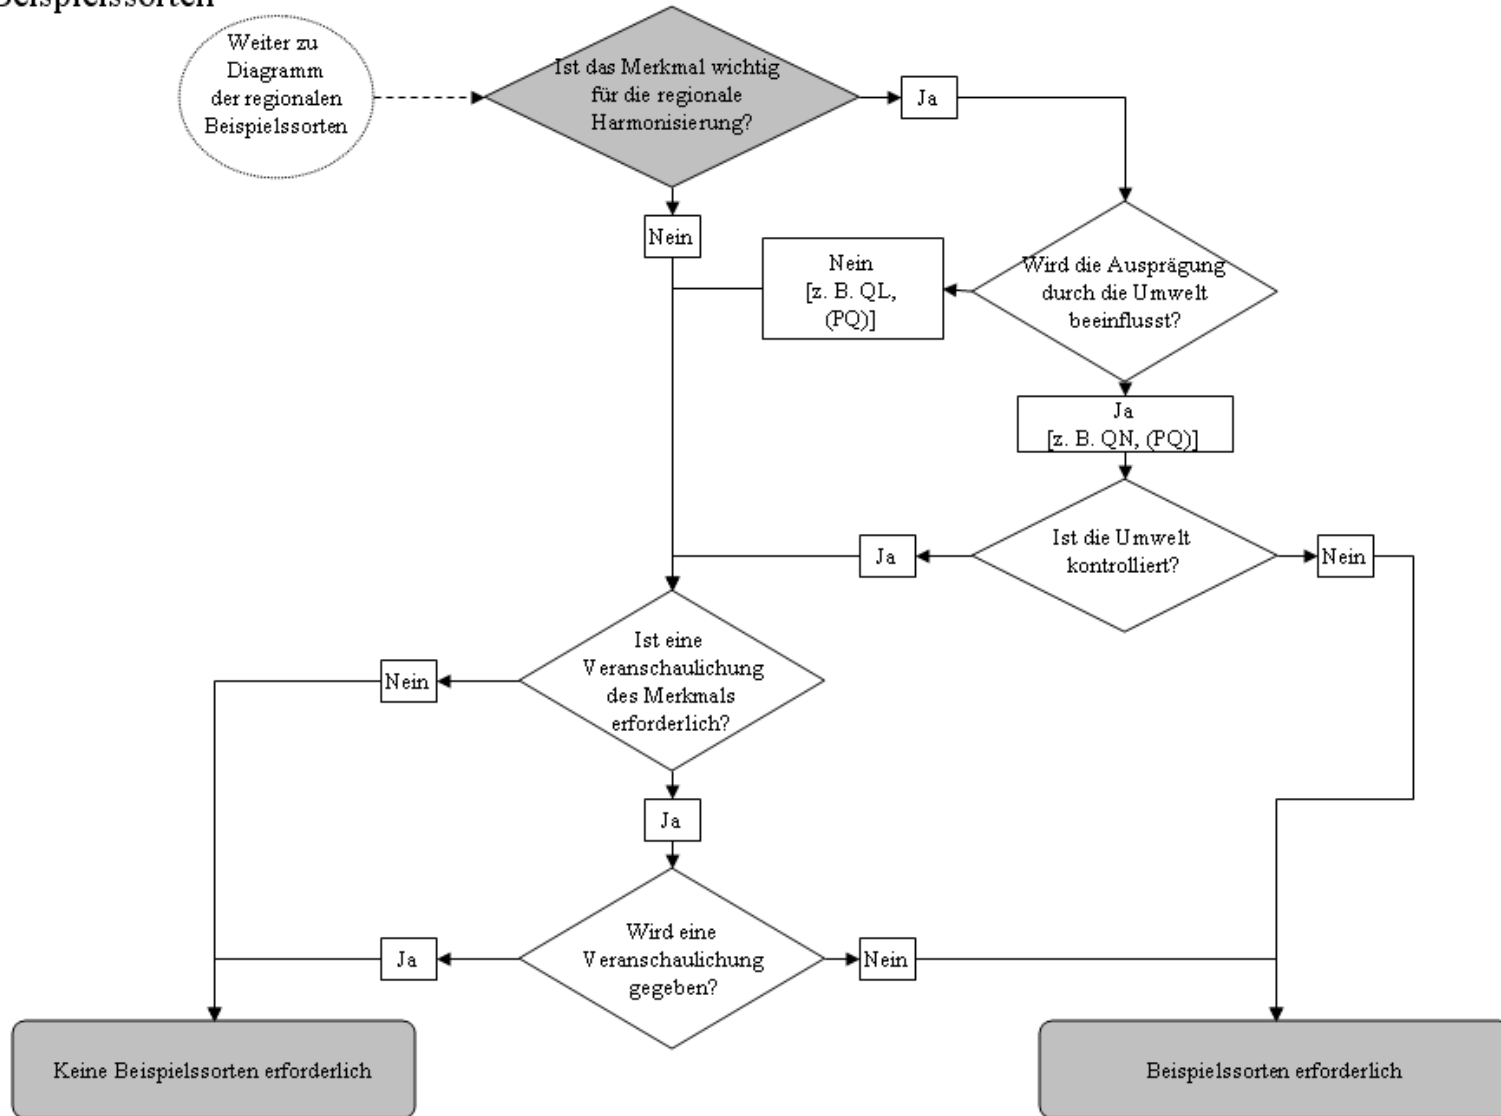 Beispielssorten
Weiter zu
Diagramm
der regionalen
Beispielssorten
Ist das Merkmal wichtig
für die regionale
Harmonisierung?
Ja
Nein
Nein
[z. B. QL,
(PQ)]
Wird die Ausprägung
durch die Umwelt
beeinflusst?
Ja
[z. B. QN, (PQ)]
Ist die Umwelt
kontrolliert?
Ja
Nein
Ist eine
Veranschaulichung
des Merkmals
erforderlich?
Nein
Ja
Wird eine
Veranschaulichung
gegeben?
Ja
Nein
Keine Beispielssorten erforderlich
Beispielssorten erforderlich